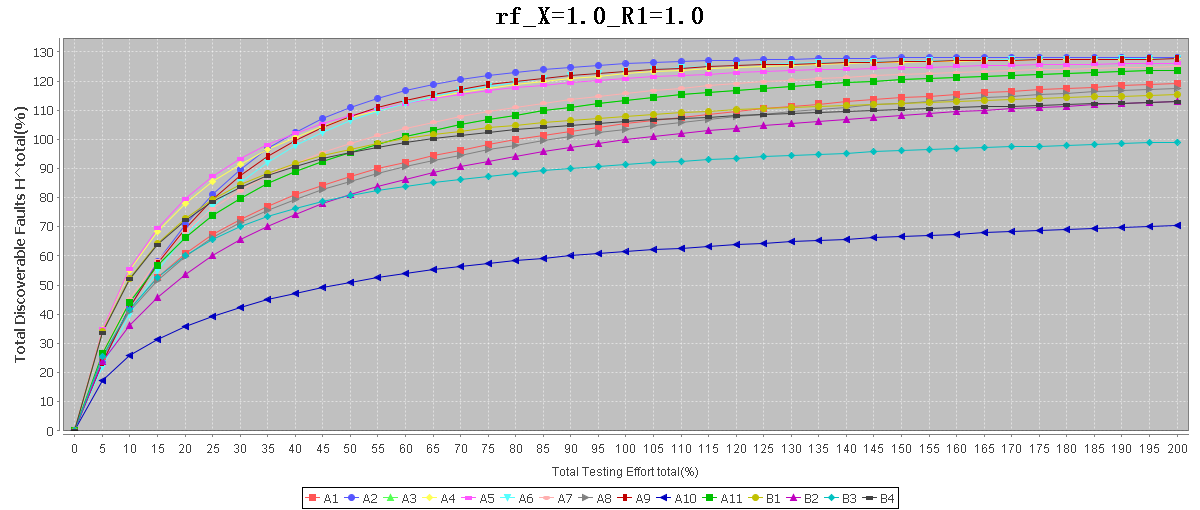 rf_X=1.0_R1=1.0
Total Discoverable Faults H^total(%)
130
120
110
100
90
80
70
60
50
40
30
20
10
0
0 5 10 15 20 25 30 35 40 45 50 55 60 65 70 75 80 85 90 95 100 105 110 115 120 125 130 135 140 145 150 155 160 165 170 175 180 185 190 195 200
Total Testing Effort total(%)
A1 A2 A3 A4 A5 A6 A7 A8 A9 A10 A11 B1 B2 B3 B4